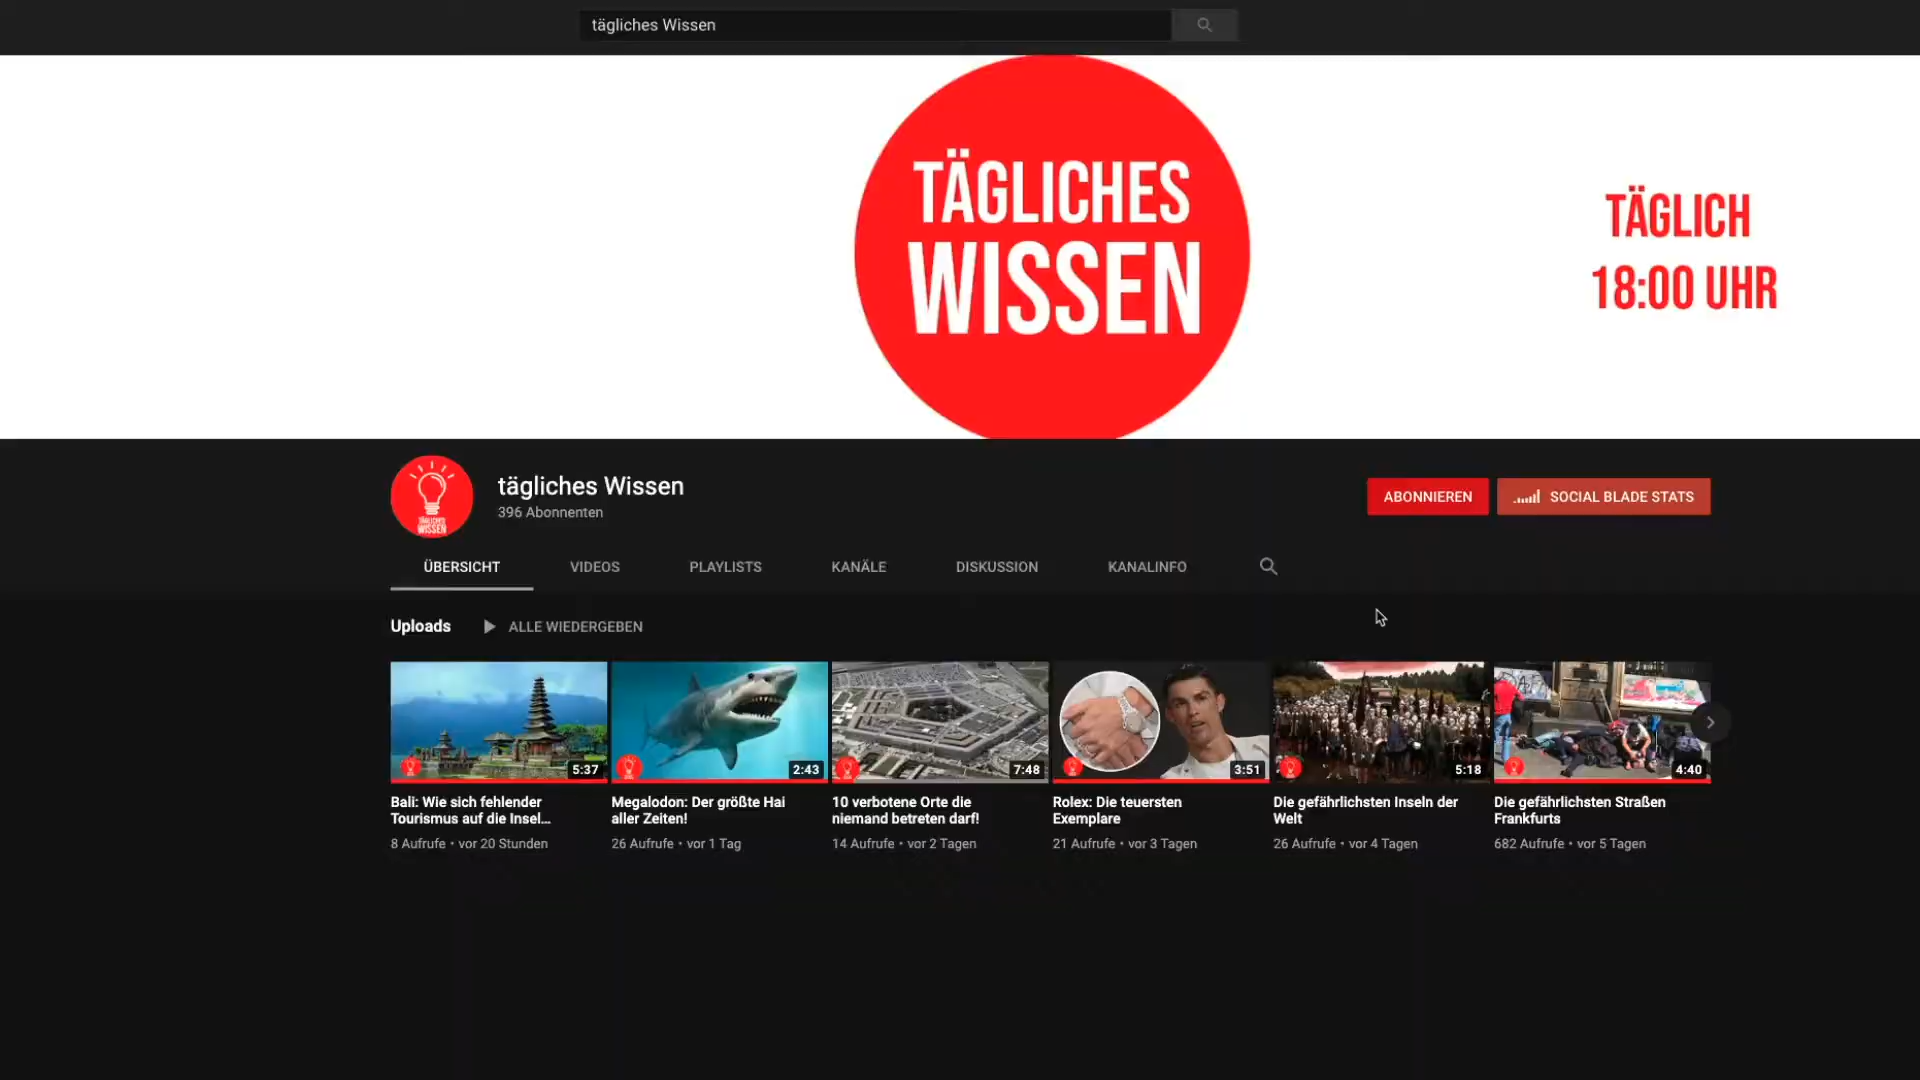 tägliches Wissen
TÄGLICHES
WISSEN
TÄGLICH
18:00 UHR
TÄGLICHES
WISSEN
tägliches Wissen
396 Abonnenten
ABONNIEREN
SOCIAL BLADE STATS
ÜBERSICHT VIDEOS PLAYLISTS KANÄLE DISKUSSION KANALINFO
Uploads ALLE WIEDERGEBEN
5:37
2:43
7:48
3:51
5:18
4:40
Bali: Wie sich fehlender
Tourismus auf die Insel...
8 Aufrufe • vor 20 Stunden
Megalodon: Der größte Hai
aller Zeiten!
26 Aufrufe • vor 1 Tag
10 verbotene Orte die
niemand betreten darf!
14 Aufrufe • vor 2 Tagen
Rolex: Die teuersten
Exemplare
21 Aufrufe • vor 3 Tagen
Die gefährlichsten Inseln der
Welt
26 Aufrufe • vor 4 Tagen
Die gefährlichsten Straßen
Frankfurts
682 Aufrufe • vor 5 Tagen